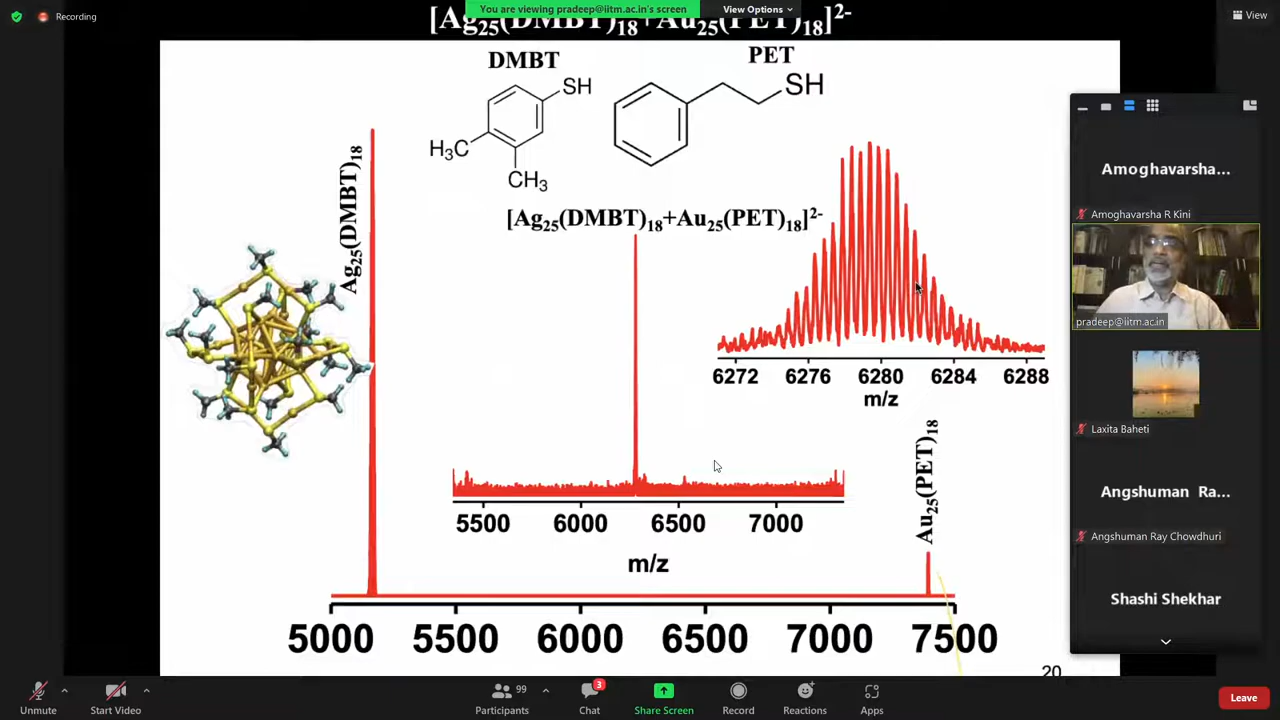 Recording
You are viewing pradeep@iitm.ac.in's screen
View Options
View
[Ag25(DMBT)18+Au25(PET)18]2-
DMBT
PET
SH
SH
H3C
CH3
Ag25(DMBT)18
[Ag25(DMBT)18+Au25(PET)18]2-
6272 6276 6280 6284 6288
m/z
Au25(PET)18
5500 6000 6500 7000
m/z
5000 5500 6000 6500 7000 7500
20
Amoghavarsha...
Amoghavarsha R Kini
pradeep@iitm.ac.in
Laxita Baheti
Angshuman Ra...
Angshuman Ray Chowdhuri
Shashi Shekhar
Unmute
Start Video
99
Participants
3
Chat
Share Screen
Record
Reactions
Apps
Leave